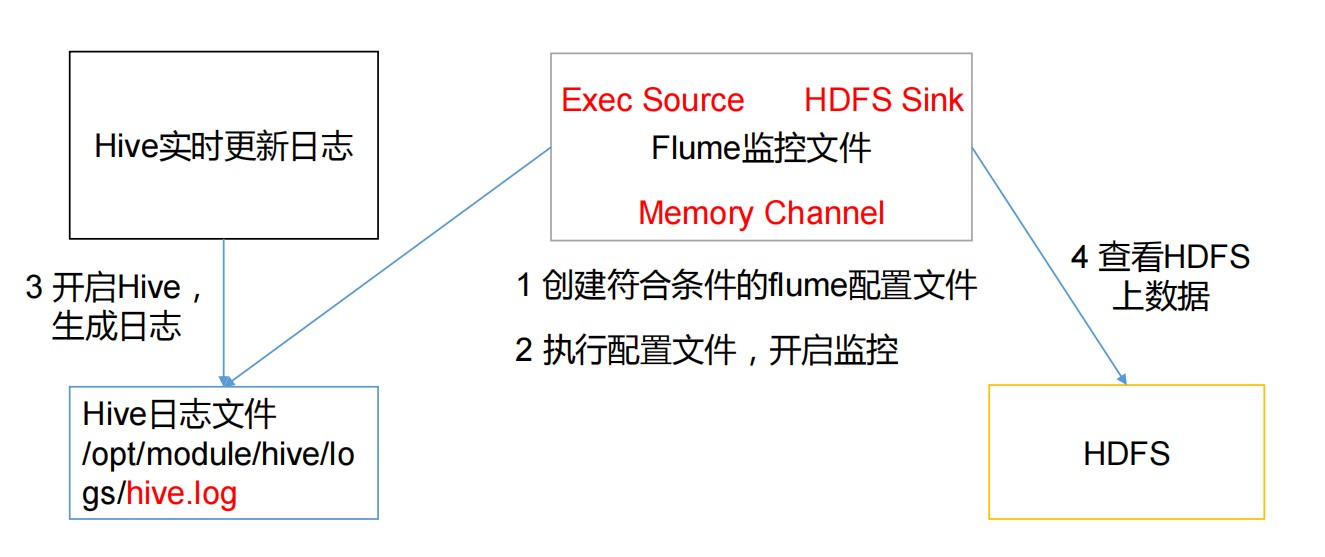 Hive实时更新日志
Exec Source HDFS Sink
Flume监控文件
Memory Channel
3 开启Hive，
生成日志
1 创建符合条件的flume配置文件
2 执行配置文件，开启监控
4 查看HDFS
上数据
Hive日志文件
/opt/module/hive/lo
gs/hive.log
HDFS